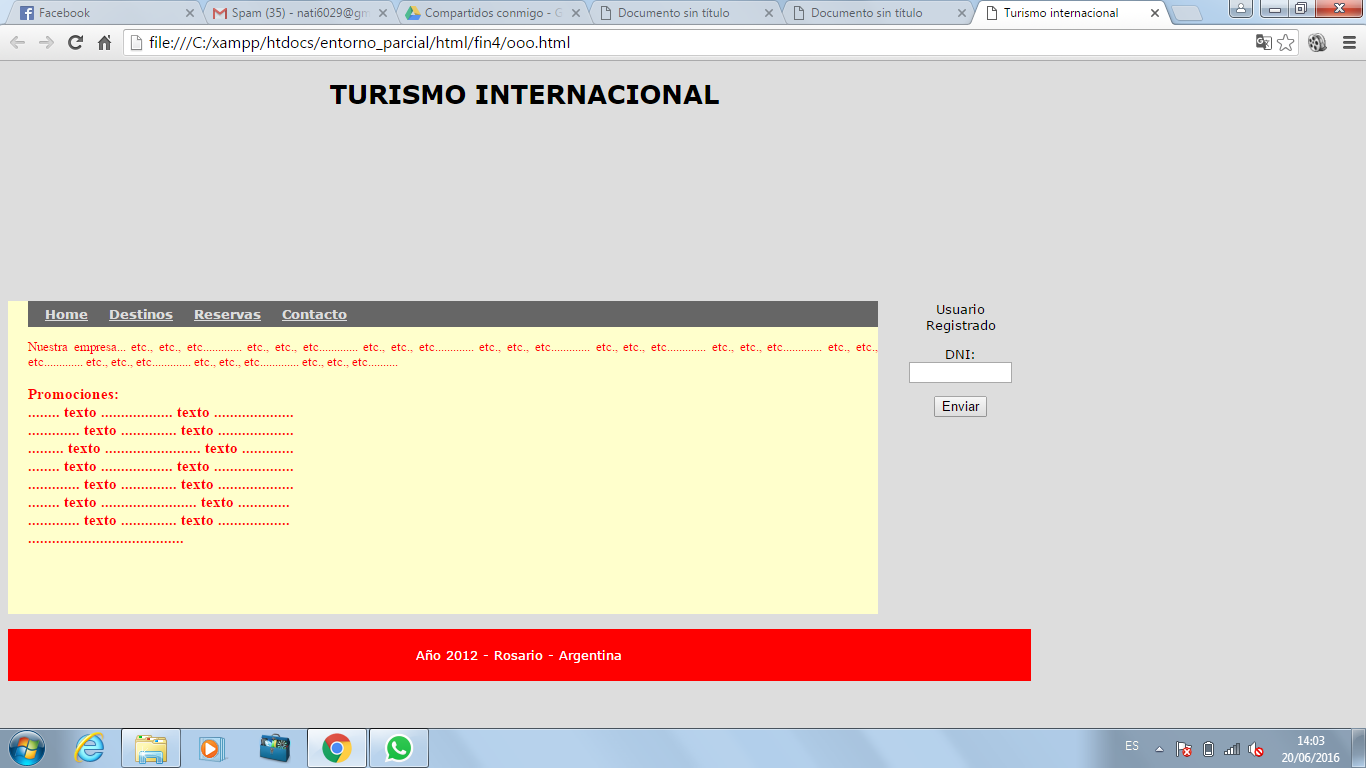 Facebook
Spam (35) - nati6029@gm
Compartidos conmigo - G
Documento sin título
Documento sin título
Turismo internacional
file:///C:/xampp/htdocs/entorno_parcial/html/fin4/ooo.html
TURISMO INTERNACIONAL
Home Destinos Reservas Contacto
Usuario
Registrado
DNI:
Enviar
Nuestra empresa... etc., etc., etc............. etc., etc., etc............. etc., etc., etc............. etc., etc., etc............. etc., etc., etc............. etc., etc., etc............. etc., etc.,
etc............. etc., etc., etc............. etc., etc., etc............. etc., etc., etc..........
Promociones:
........ texto .................. texto ....................
............. texto .............. texto ...................
......... texto ........................ texto .............
........ texto .................. texto ....................
............. texto .............. texto ...................
........ texto ........................ texto .............
............. texto .............. texto ..................
.......................................
Año 2012 - Rosario - Argentina
ES
14:03
20/06/2016